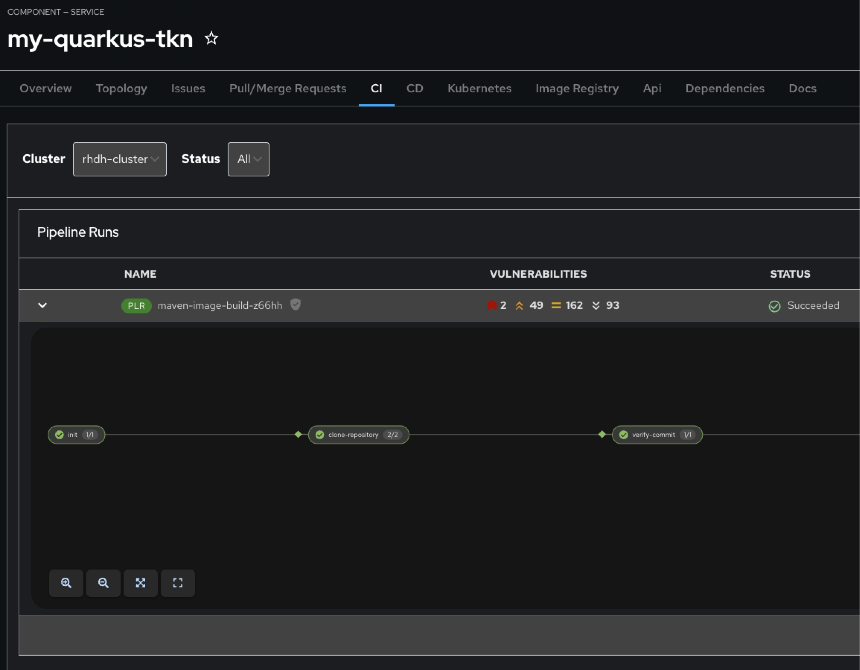 COMPONENT — SERVICE
my-quarkus-tkn
Overview Topology Issues Pull/Merge Requests CI CD Kubernetes Image Registry Api Dependencies Docs
Cluster rhdh-cluster Status All
Pipeline Runs
NAME VULNERABILITIES STATUS
PLR maven-image-build-z66hh 2 49 162 93 Succeeded
init 1/1 clone-repository 2/2 verify-commit 1/1